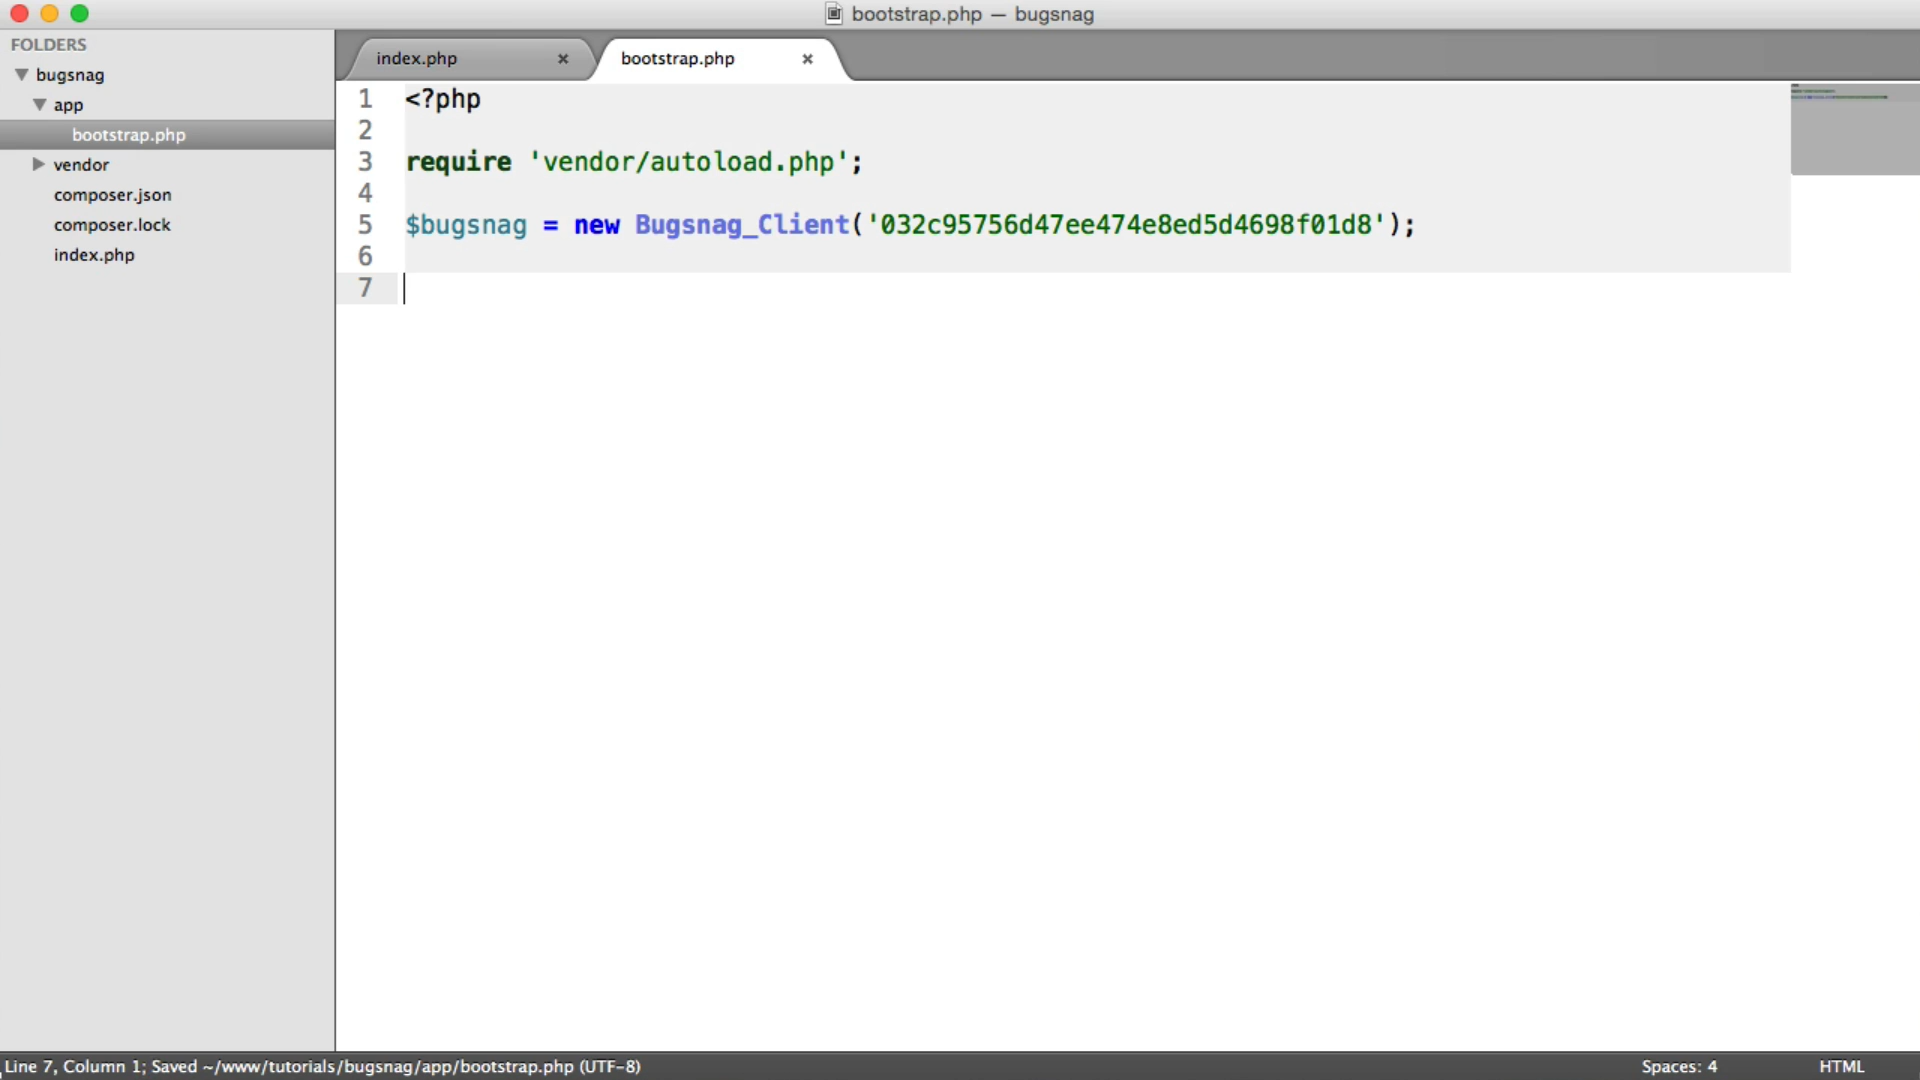 bootstrap.php — bugsnag
FOLDERS
bugsnag
app
bootstrap.php
vendor
composer.json
composer.lock
index.php
index.php
bootstrap.php
1 <?php
2
3 require 'vendor/autoload.php';
4
5 $bugsnag = new Bugsnag_Client('032c95756d47ee474e8ed5d4698f01d8');
6
7
Line 7, Column 1; Saved ~/www/tutorials/bugsnag/app/bootstrap.php (UTF-8)
Spaces: 4
HTML